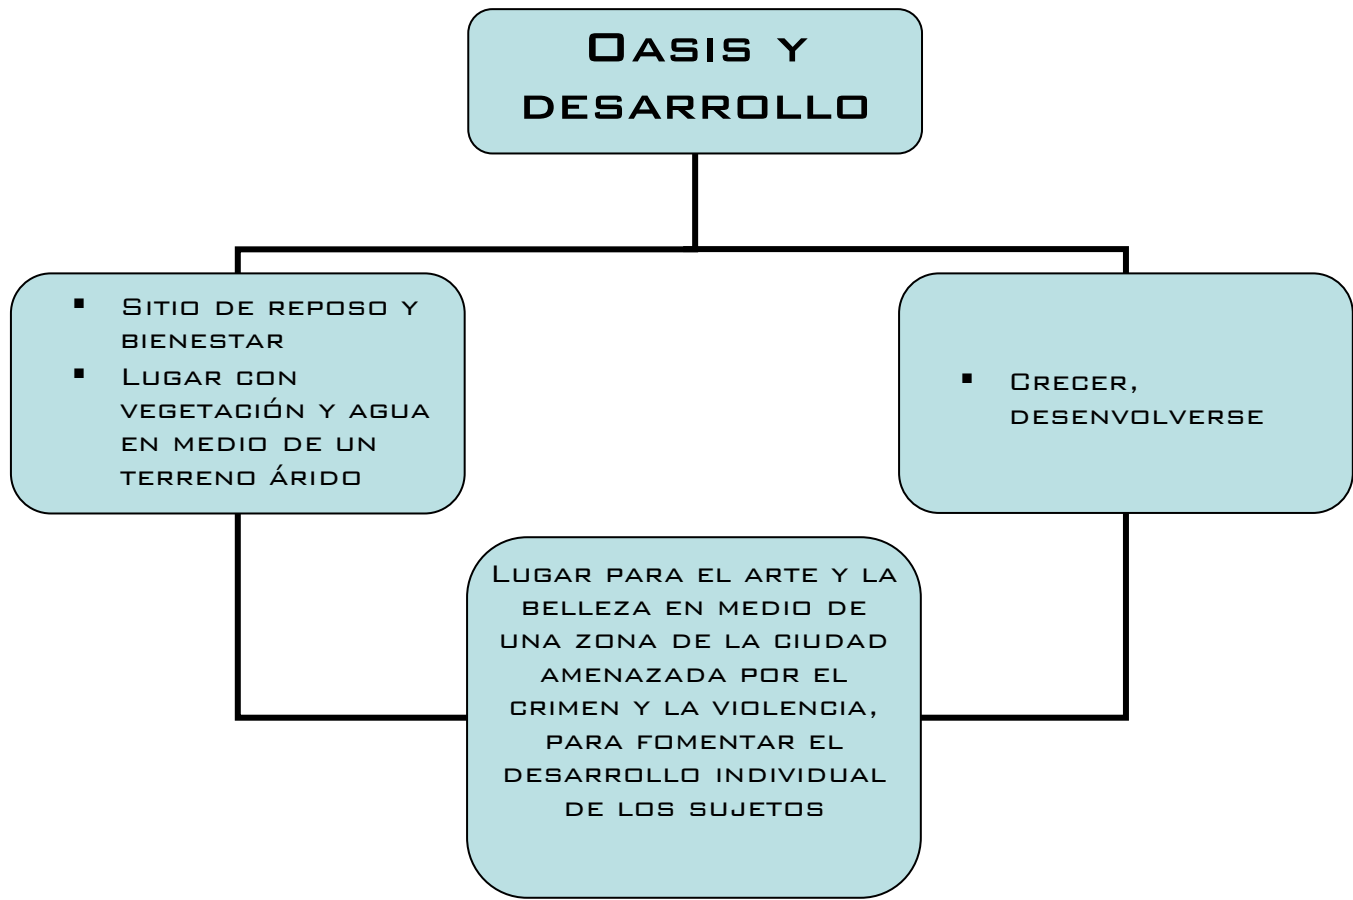 Oasis y
desarrollo
▪ Sitio de reposo y
bienestar
▪ Lugar con
vegetación y agua
en medio de un
terreno árido
▪ Crecer,
desenvolverse
Lugar para el arte y la
belleza en medio de
una zona de la ciudad
amenazada por el
crimen y la violencia,
para fomentar el
desarrollo individual
de los sujetos